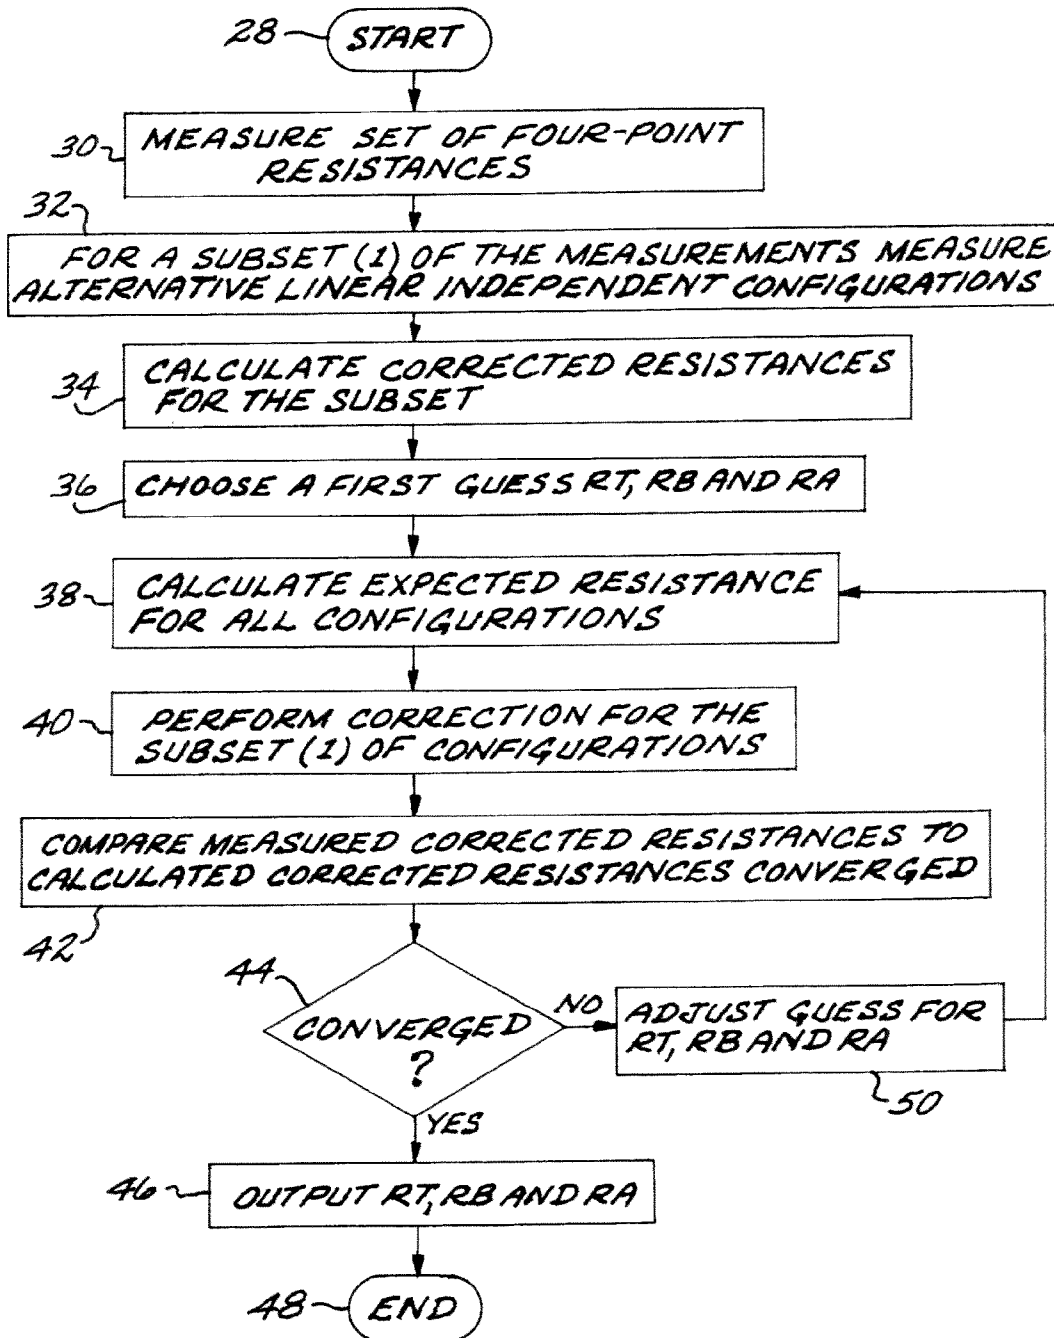 28 START
30 MEASURE SET OF FOUR-POINT
RESISTANCES
32
FOR A SUBSET (1) OF THE MEASUREMENTS MEASURE
ALTERNATIVE LINEAR INDEPENDENT CONFIGURATIONS
34 CALCULATE CORRECTED RESISTANCES
FOR THE SUBSET
36 CHOOSE A FIRST GUESS RT, RB AND RA
38 CALCULATE EXPECTED RESISTANCE
FOR ALL CONFIGURATIONS
40 PERFORM CORRECTION FOR THE
SUBSET (1) OF CONFIGURATIONS
COMPARE MEASURED CORRECTED RESISTANCES TO
CALCULATED CORRECTED RESISTANCES CONVERGED
42
44
CONVERGED
?
NO
ADJUST GUESS FOR
RT, RB AND RA
50
YES
46 OUTPUT RT, RB AND RA
48 END